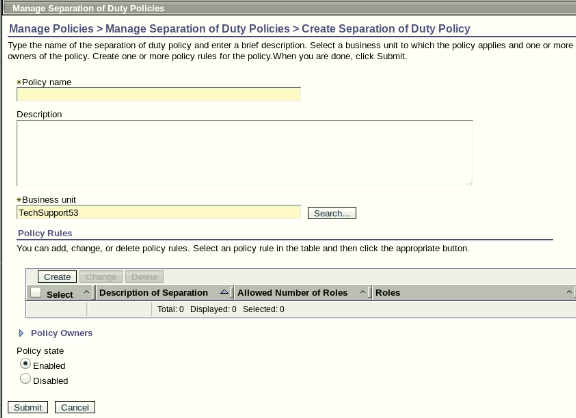 Manage Separation of Duty Policies
Manage Policies > Manage Separation of Duty Policies > Create Separation of Duty Policy
Type the name of the separation of duty policy and enter a brief description. Select a business unit to which the policy applies and one or more
owners of the policy. Create one or more policy rules for the policy.When you are done, click Submit.
*Policy name
Description
*Business unit
TechSupport53 Search...
Policy Rules
You can add, change, or delete policy rules. Select an policy rule in the table and then click the appropriate button.
Create Change Delete
Select Description of Separation Allowed Number of Roles Roles
Total: 0 Displayed: 0 Selected: 0
Policy Owners
Policy state
Enabled
Disabled
Submit Cancel